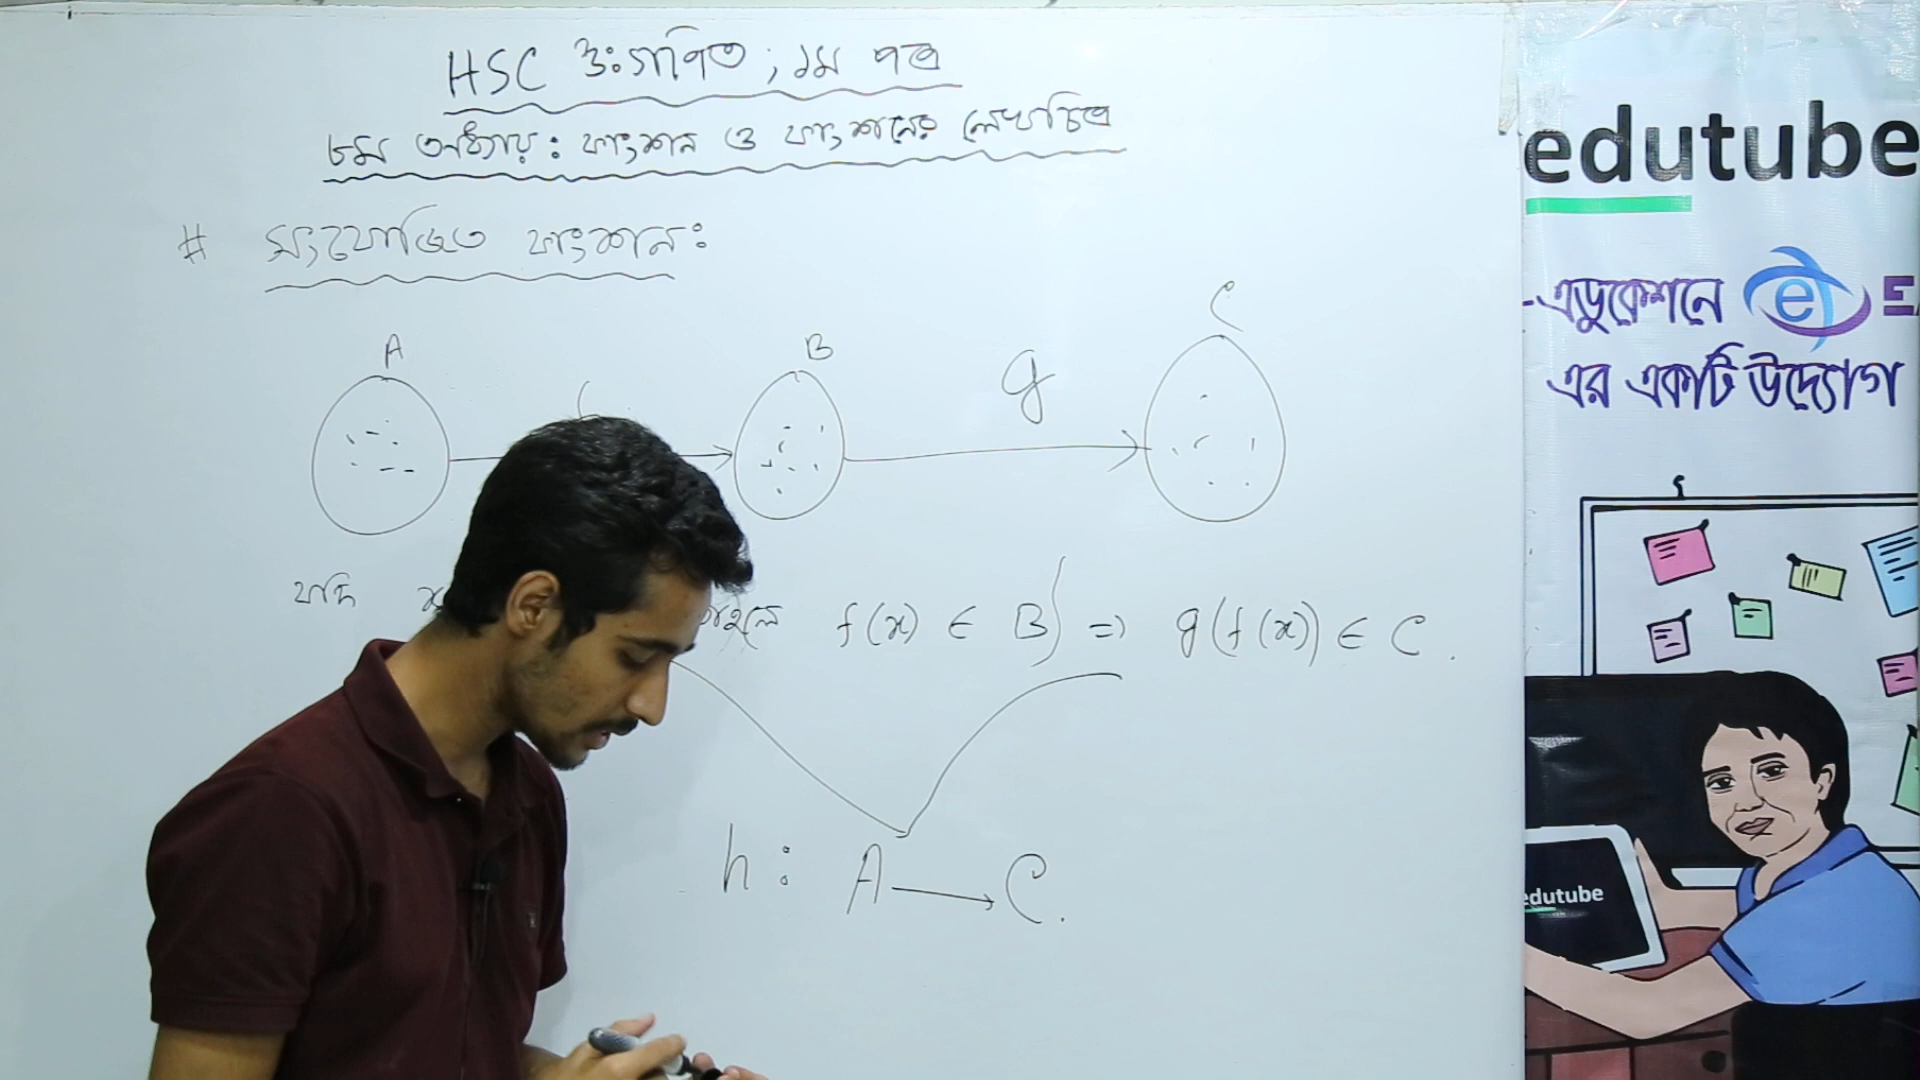 HSC উঃগণিত ; ১ম পত্র
৮ম অধ্যায় : ফাংশন ও ফাংশনের লেখচিত্র
# সংযোজিত ফাংশন :
A B C
g
যদি x তাহলে f(x) ∈ B) ⇒ g(f(x)) ∈ C .
h : A → C .
edutube
-এডুকেশনে e
এর একটি উদ্যোগ
edutube